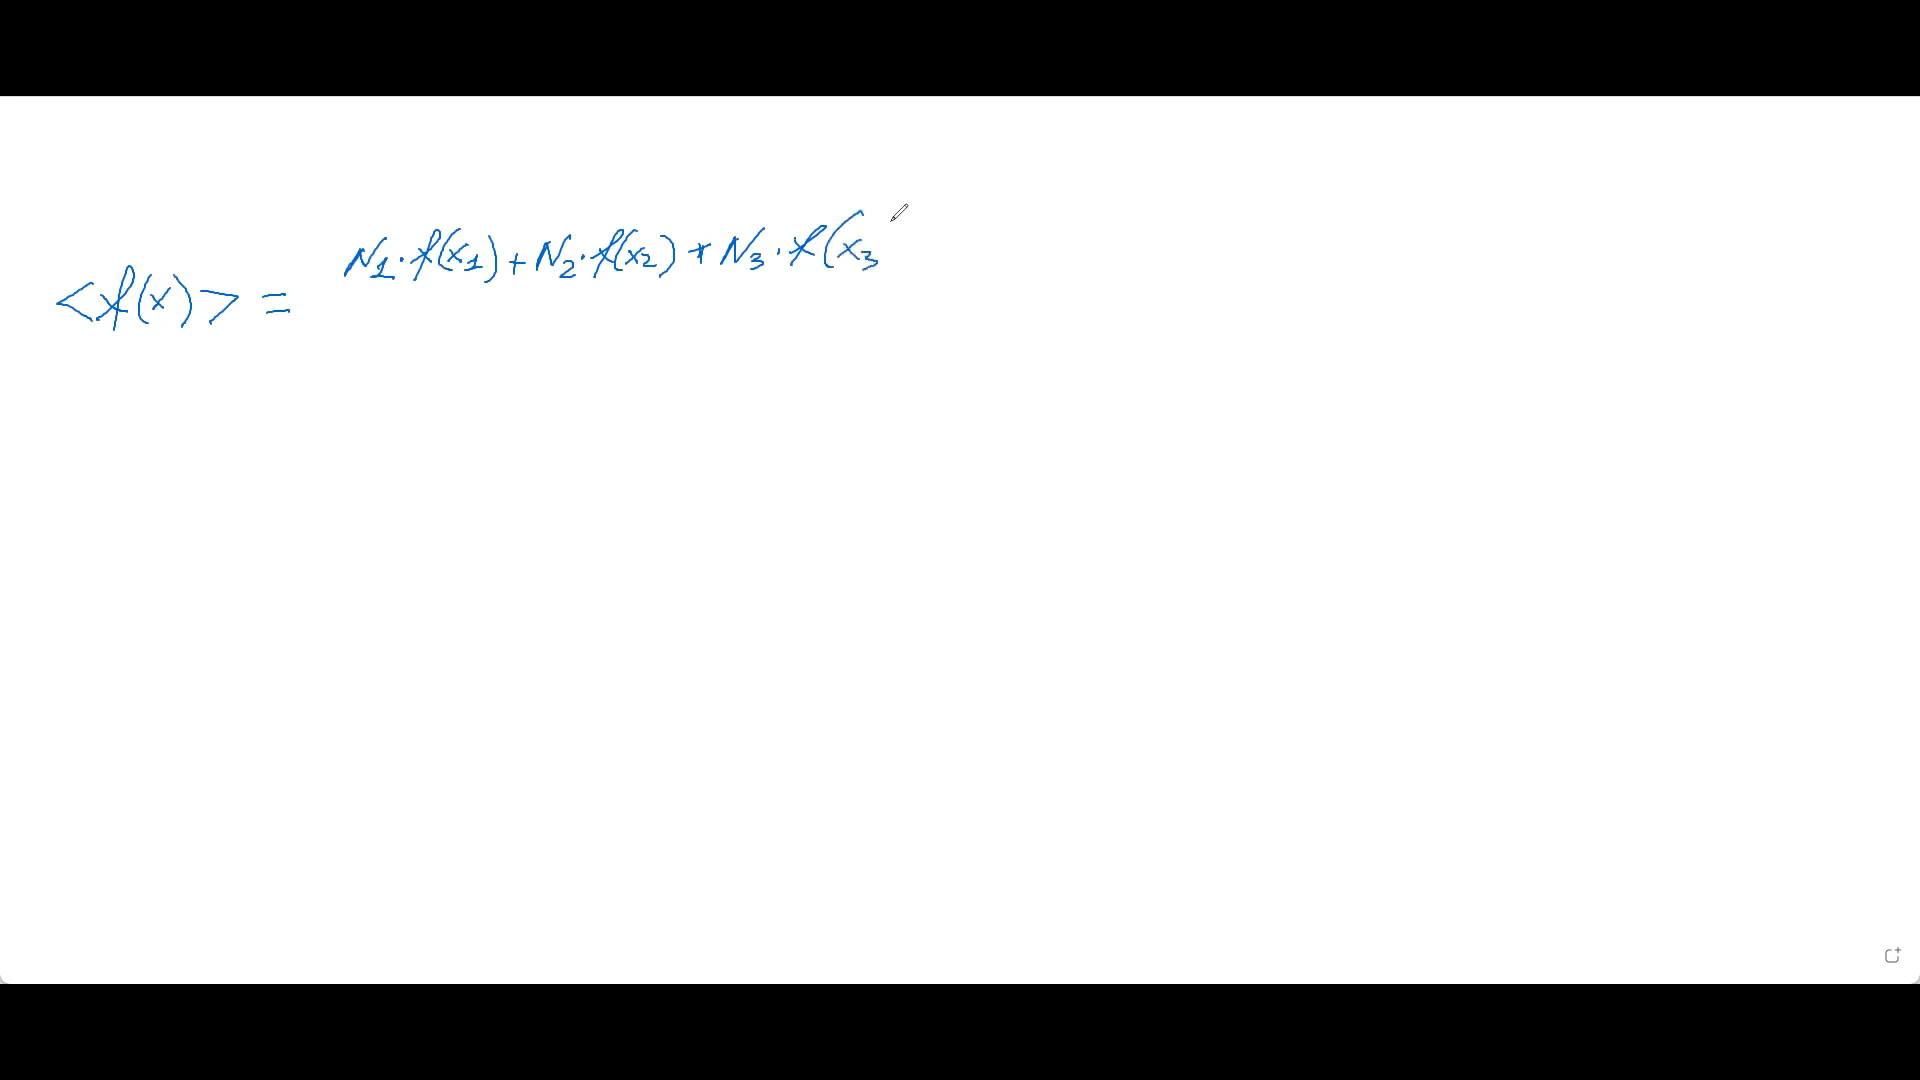 <f(x)> = N₁·f(x₁) + N₂·f(x₂) + N₃·f(x₃